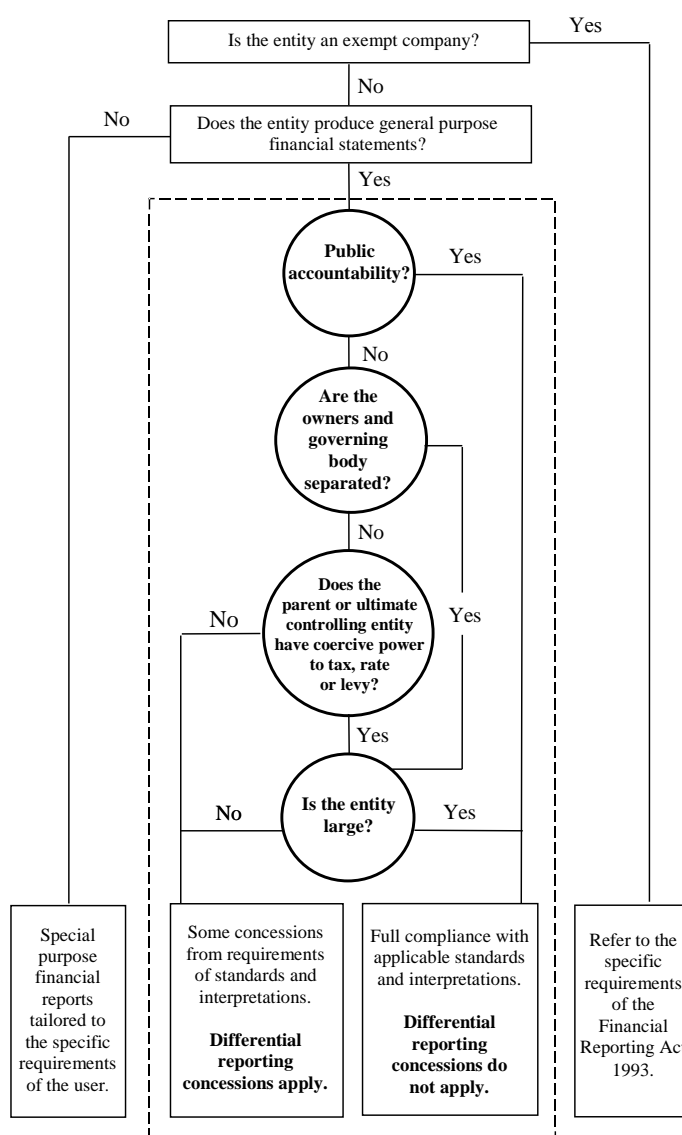 Is the entity an exempt company?
Yes
No
No
Does the entity produce general purpose
financial statements?
Yes
Public
accountability?
Yes
No
Are the
owners and
governing
body
separated?
No
Does the
parent or ultimate
controlling entity
have coercive power
to tax, rate
or levy?
No
Yes
Yes
Is the entity
large?
No
Yes
Special
purpose
financial
reports
tailored to
the specific
requirements
of the user.
Some concessions
from requirements
of standards and
interpretations.
Differential
reporting
concessions apply.
Full compliance with
applicable standards
and interpretations.
Differential
reporting
concessions do
not apply.
Refer to the
specific
requirements
of the
Financial
Reporting Act
1993.